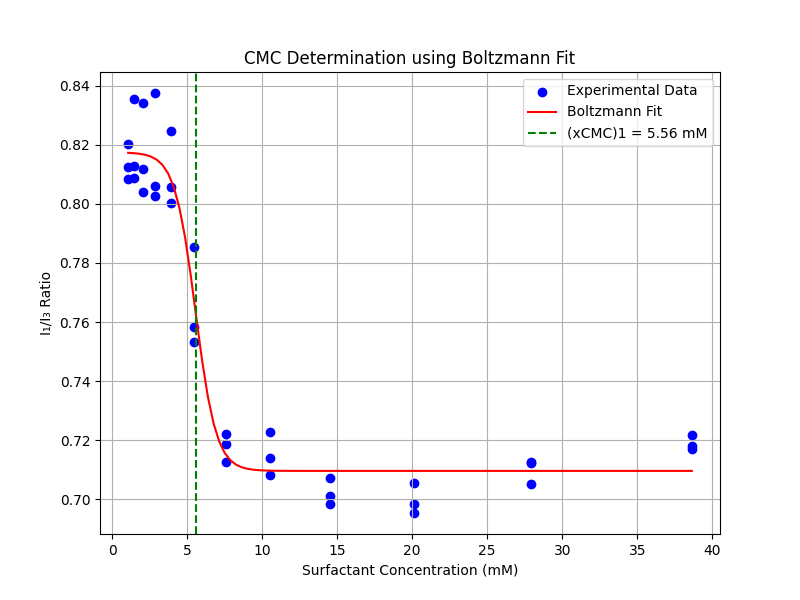 CMC Determination using Boltzmann Fit
Experimental Data
Boltzmann Fit
(xCMC)1 = 5.56 mM
I₁/I₃ Ratio
0.84
0.82
0.80
0.78
0.76
0.74
0.72
0.70
0 5 10 15 20 25 30 35 40
Surfactant Concentration (mM)